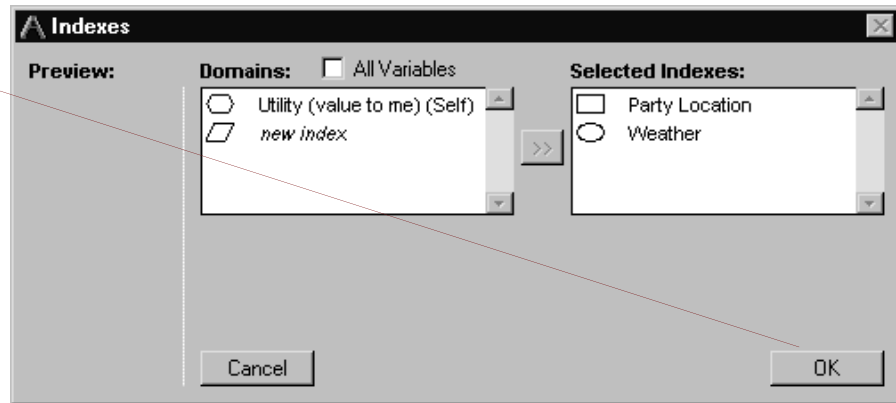 Indexes
Preview:
Domains:
All Variables
Utility (value to me) (Self)
new index
>>
Selected Indexes:
Party Location
Weather
Cancel
OK